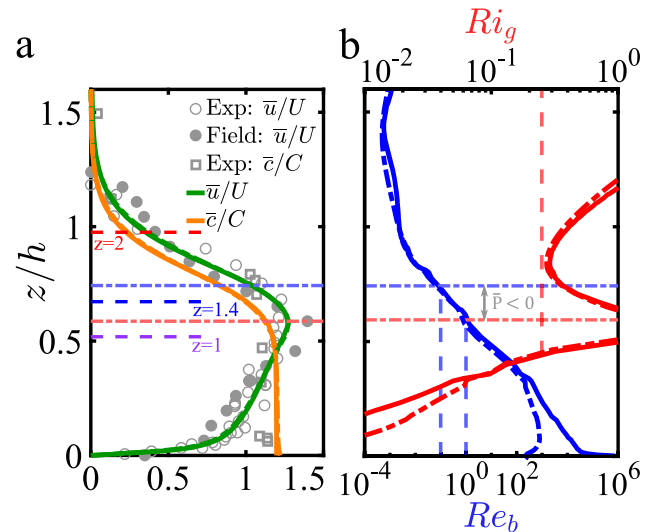 a
b
Ri_g
10^-2
10^-1
10^0
1.5
1
0.5
0
z/h
Exp: u̅/U
Field: u̅/U
Exp: c̅/C
u̅/U
c̅/C
z=2
z=1.4
z=1
P̅ < 0
0
0.5
1
1.5
10^-4
10^0
10^2
10^6
Re_b